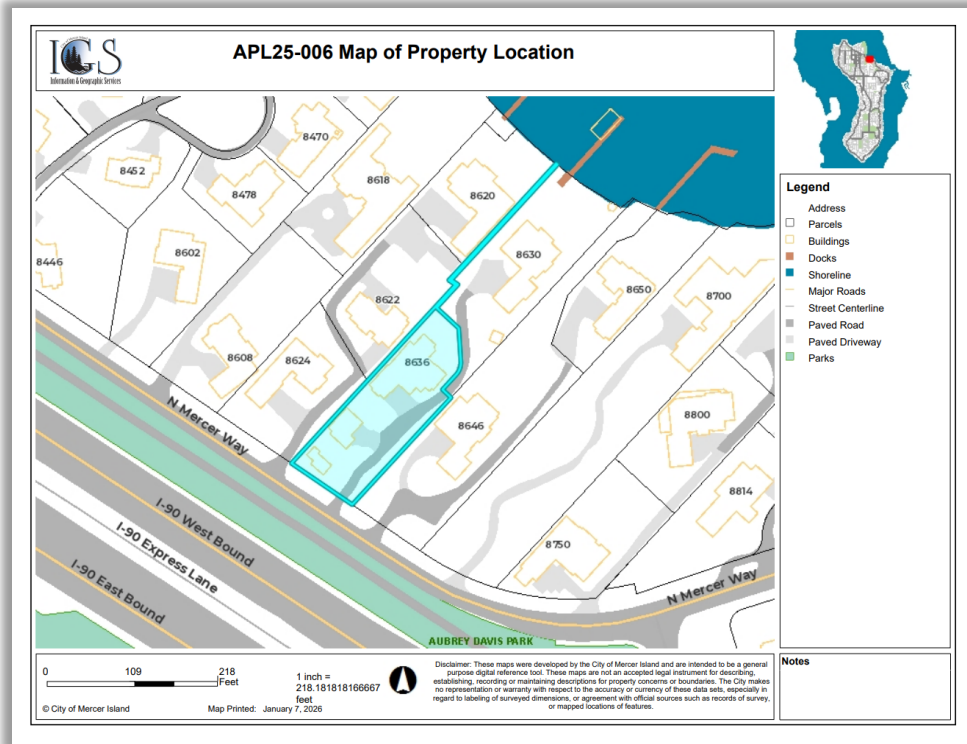 IGS
Information & Geographic Services
APL25-006 Map of Property Location
8470
8452
8478
8618
8620
8602
8446
8630
8622
8650
8700
8608
8624
8636
8646
8800
8814
8750
N Mercer Way
I-90 West Bound
I-90 Express Lane
I-90 East Bound
N Mercer Way
AUBREY DAVIS PARK
Legend
Address
Parcels
Buildings
Docks
Shoreline
Major Roads
Street Centerline
Paved Road
Paved Driveway
Parks
0 109 218
Feet
1 inch =
218.181818166667
feet
© City of Mercer Island
Map Printed: January 7, 2026
Disclaimer: These maps were developed by the City of Mercer Island and are intended to be a general
purpose digital reference tool. These maps are not an accepted legal instrument for describing,
establishing, recording or maintaining descriptions for property concerns or boundaries. The City makes
no representation or warranty with respect to the accuracy or currency of these data sets, especially in
regard to labeling of surveyed dimensions, or agreement with official sources such as records of survey,
or mapped locations of features.
Notes